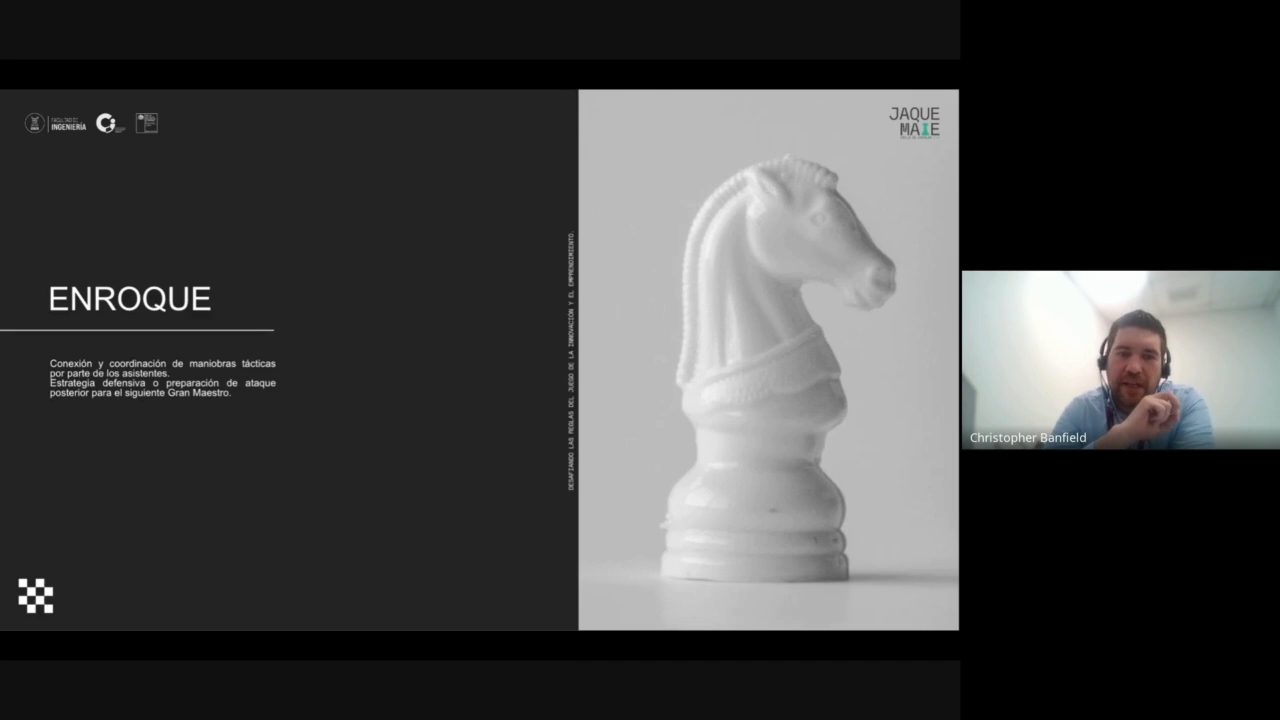 FACULTAD DE
INGENIERÍA
JAQUE
MATE
ENROQUE
Conexión y coordinación de maniobras tácticas
por parte de los asistentes.
Estrategia defensiva o preparación de ataque
posterior para el siguiente Gran Maestro.
DESAFIANDO LAS REGLAS DEL JUEGO DE LA INNOVACIÓN Y EL EMPRENDIMIENTO.
Christopher Banfield